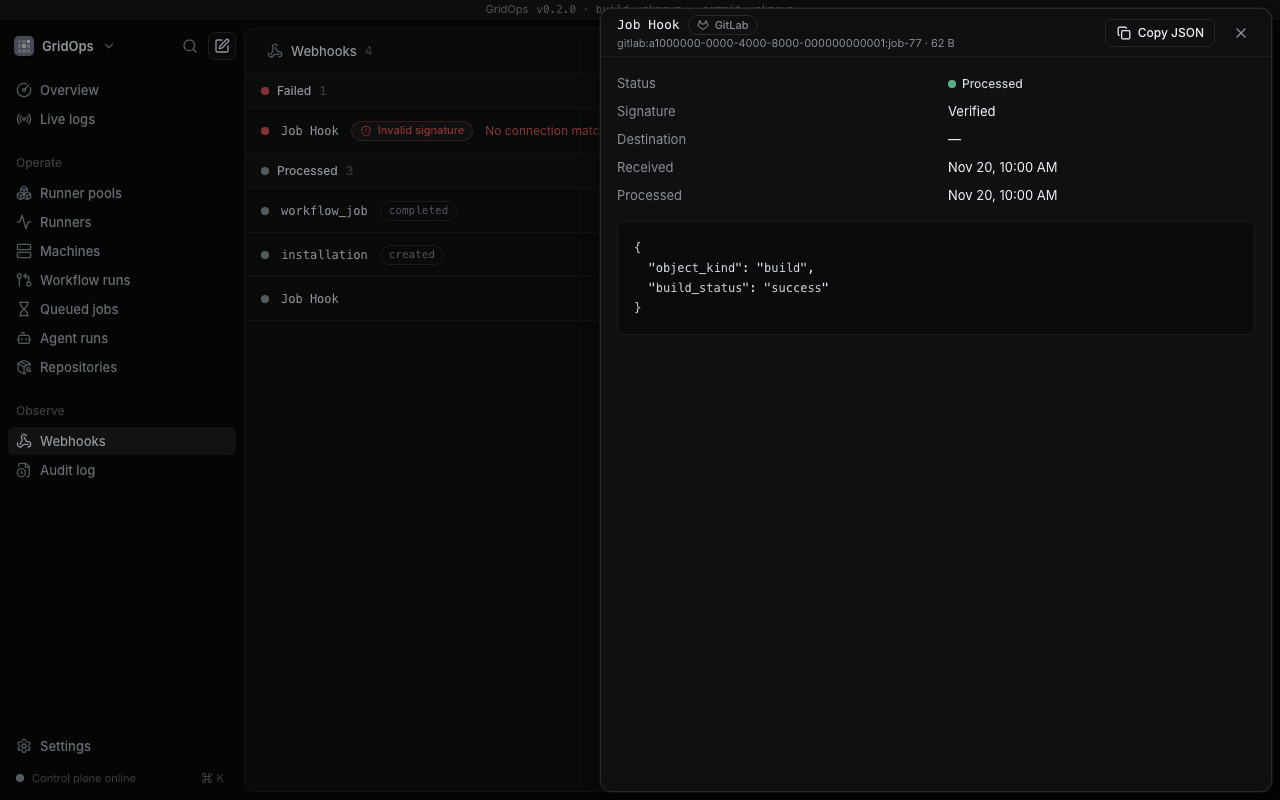 GridOps v0.2.0 ·
GridOps
Overview
Live logs
Operate
Runner pools
Runners
Machines
Workflow runs
Queued jobs
Agent runs
Repositories
Observe
Webhooks
Audit log
Settings
Control plane online ⌘ K
Webhooks 4
Failed 1
Job Hook Invalid signature No connection matc
Processed 3
workflow_job completed
installation created
Job Hook
Job Hook GitLab
gitlab:a1000000-0000-4000-8000-000000000001:job-77 · 62 B
Copy JSON
Status Processed
Signature Verified
Destination —
Received Nov 20, 10:00 AM
Processed Nov 20, 10:00 AM
{
"object_kind": "build",
"build_status": "success"
}